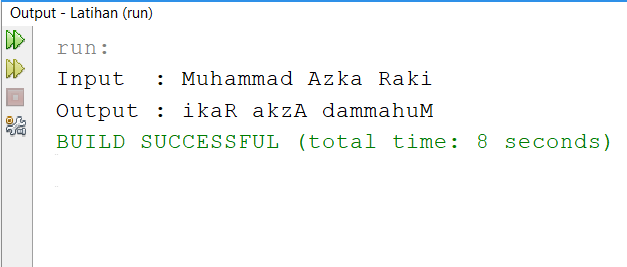 Output - Latihan (run)
run:
Input  : Muhammad Azka Raki
Output : ikaR akzA dammahuM
BUILD SUCCESSFUL (total time: 8 seconds)